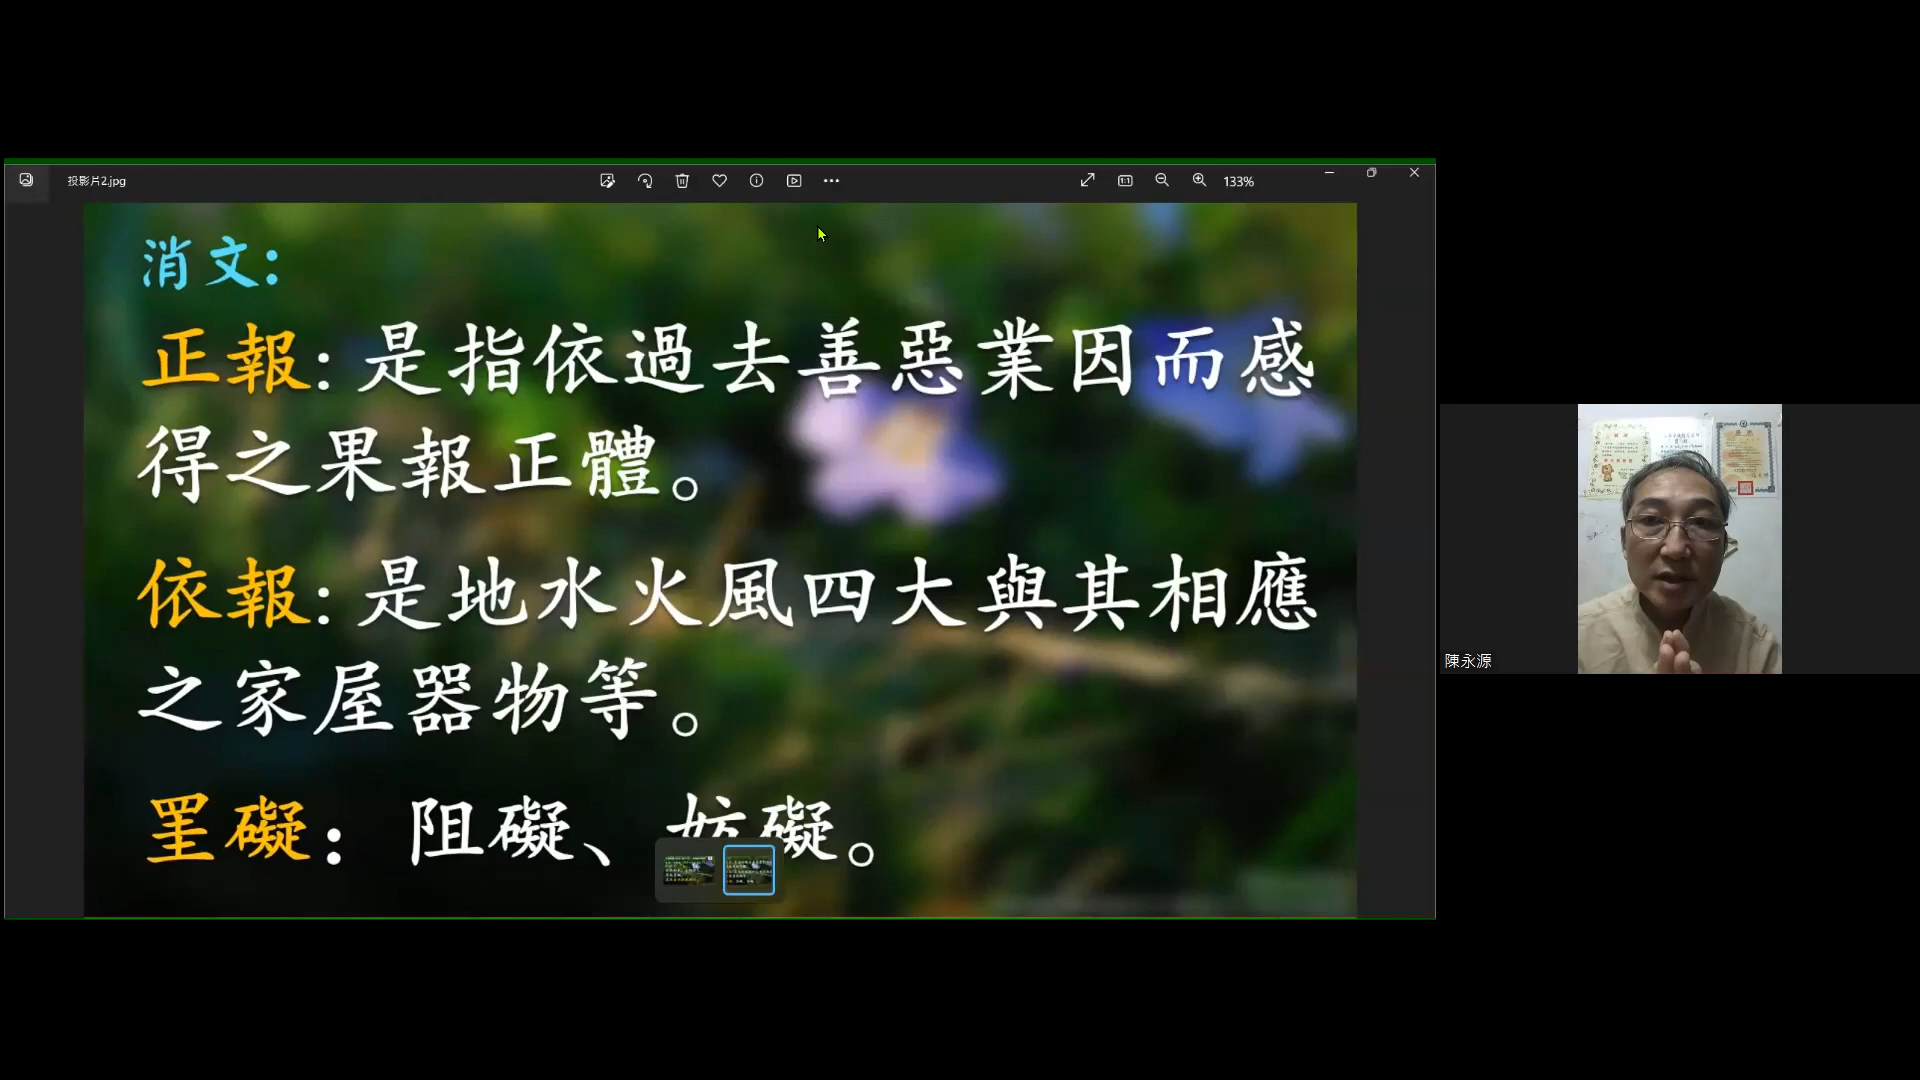 投影片2.jpg
133%
消文:
正報: 是指依過去善惡業因而感
得之果報正體。
依報: 是地水火風四大與其相應
之家屋器物等。
罣礙： 阻礙、妨礙。
陳永源